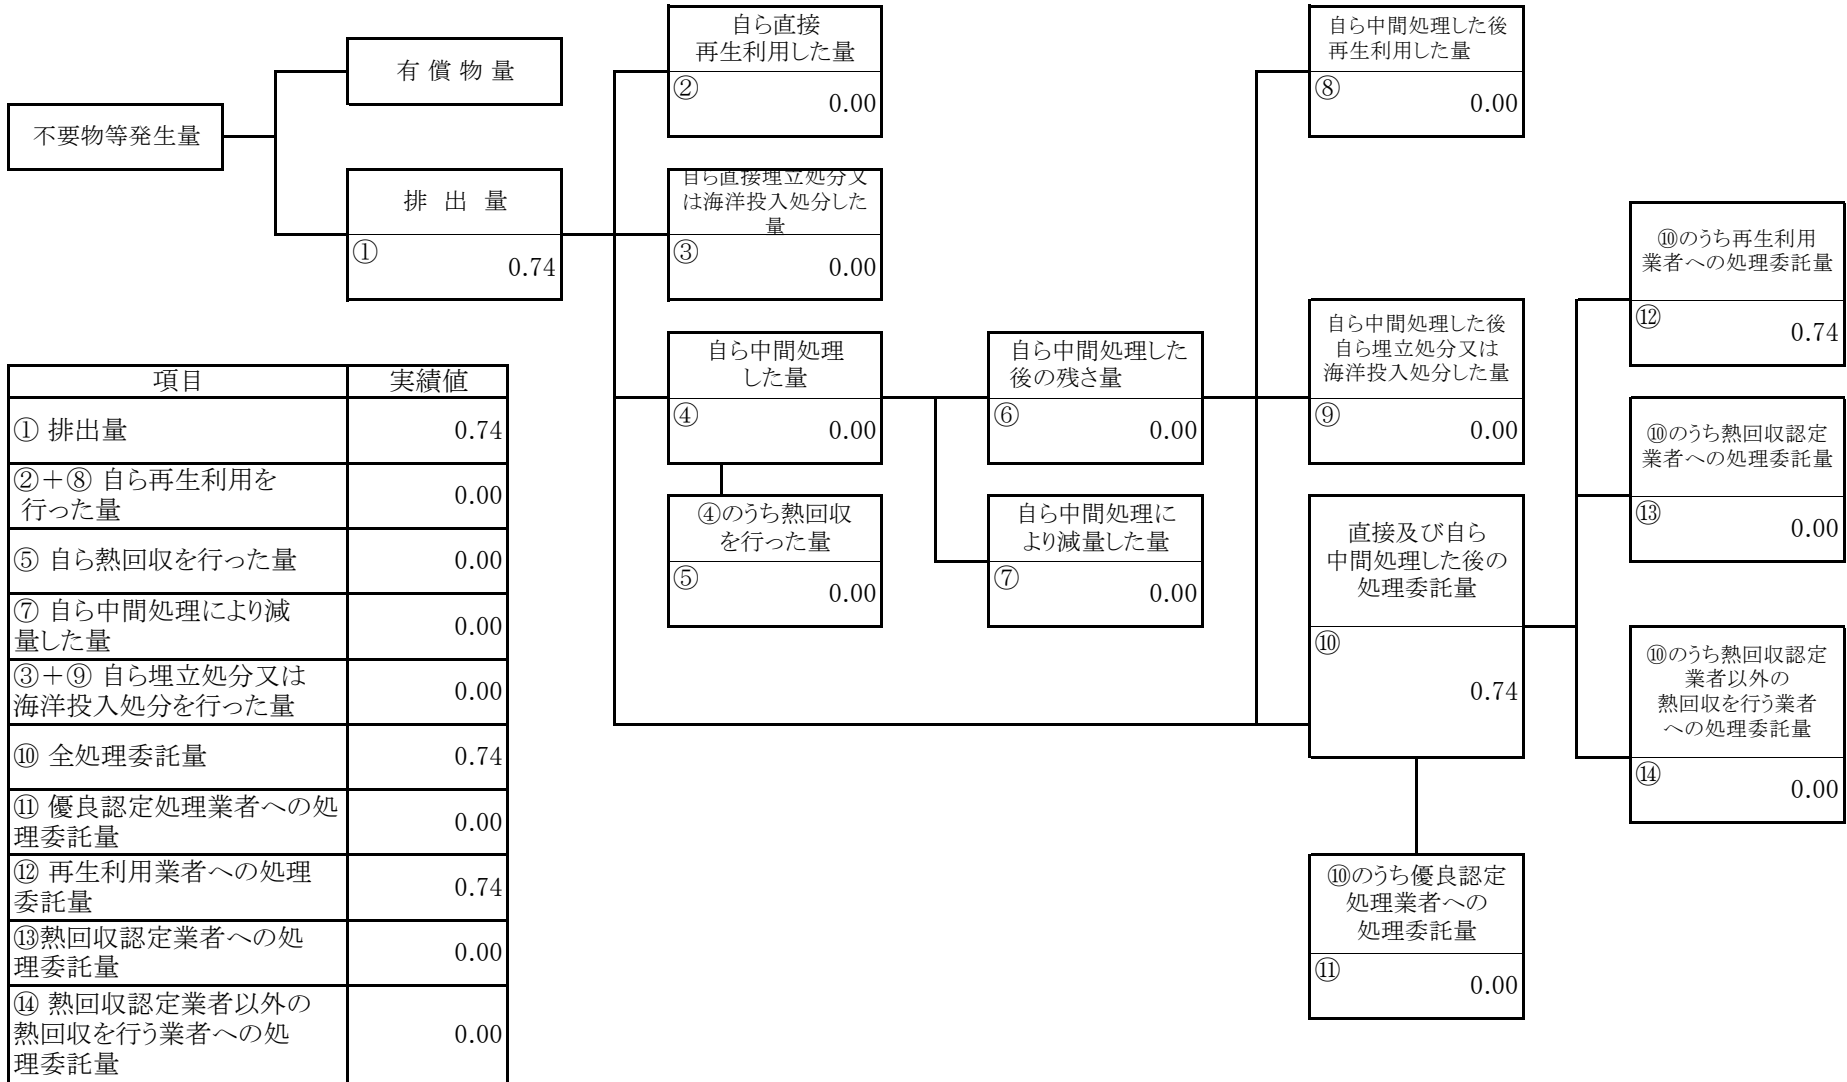 不要物等発生量
有 償 物 量
排 出 量
①
0.74
自ら直接
再生利用した量
②
0.00
自ら直接埋立処分又
は海洋投入処分した
量
③
0.00
自ら中間処理
した量
④
0.00
④のうち熱回収
を行った量
⑤
0.00
自ら中間処理した
後の残さ量
⑥
0.00
自ら中間処理に
より減量した量
⑦
0.00
自ら中間処理した後
再生利用した量
⑧
0.00
自ら中間処理した後
自ら埋立処分又は
海洋投入処分した量
⑨
0.00
直接及び自ら
中間処理した後の
処理委託量
⑩
0.74
⑩のうち優良認定
処理業者への
処理委託量
⑪
0.00
⑩のうち再生利用
業者への処理委託量
⑫
0.74
⑩のうち熱回収認定
業者への処理委託量
⑬
0.00
⑩のうち熱回収認定
業者以外の
熱回収を行う業者
への処理委託量
⑭
0.00
項目 実績値
① 排出量 0.74
②＋⑧ 自ら再生利用を
行った量 0.00
⑤ 自ら熱回収を行った量 0.00
⑦ 自ら中間処理により減
量した量 0.00
③＋⑨ 自ら埋立処分又は
海洋投入処分を行った量 0.00
⑩ 全処理委託量 0.74
⑪ 優良認定処理業者への処
理委託量 0.00
⑫ 再生利用業者への処理
委託量 0.74
⑬熱回収認定業者への処
理委託量 0.00
⑭ 熱回収認定業者以外の
熱回収を行う業者への処
理委託量 0.00